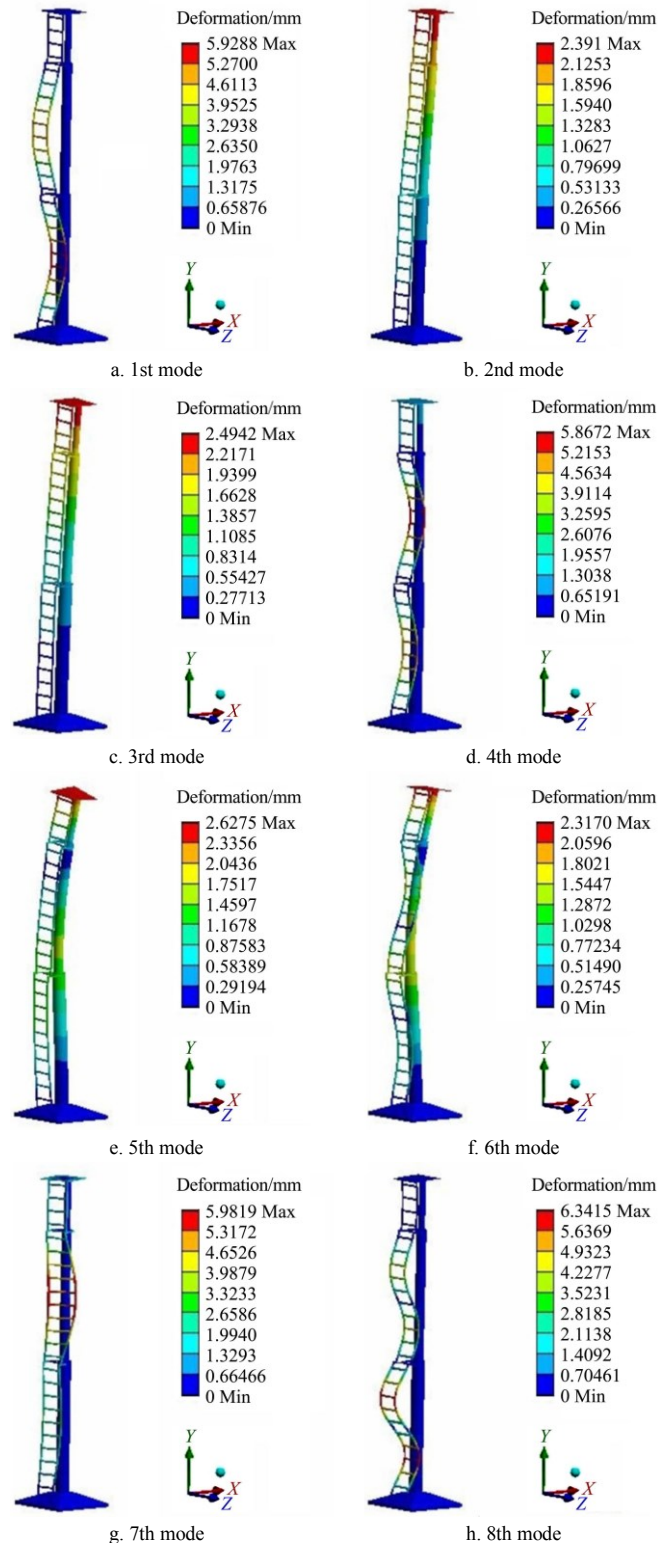 Deformation/mm
5.9288 Max
5.2700
4.6113
3.9525
3.2938
2.6350
1.9763
1.3175
0.65876
0 Min
Y
X
Z
a. 1st mode
Deformation/mm
2.391 Max
2.1253
1.8596
1.5940
1.3283
1.0627
0.79699
0.53133
0.26566
0 Min
Y
X
Z
b. 2nd mode
Deformation/mm
2.4942 Max
2.2171
1.9399
1.6628
1.3857
1.1085
0.8314
0.55427
0.27713
0 Min
Y
X
Z
c. 3rd mode
Deformation/mm
5.8672 Max
5.2153
4.5634
3.9114
3.2595
2.6076
1.9557
1.3038
0.65191
0 Min
Y
X
Z
d. 4th mode
Deformation/mm
2.6275 Max
2.3356
2.0436
1.7517
1.4597
1.1678
0.87583
0.58389
0.29194
0 Min
Y
X
Z
e. 5th mode
Deformation/mm
2.3170 Max
2.0596
1.8021
1.5447
1.2872
1.0298
0.77234
0.51490
0.25745
0 Min
Y
X
Z
f. 6th mode
Deformation/mm
5.9819 Max
5.3172
4.6526
3.9879
3.3233
2.6586
1.9940
1.3293
0.66466
0 Min
Y
X
Z
g. 7th mode
Deformation/mm
6.3415 Max
5.6369
4.9323
4.2277
3.5231
2.8185
2.1138
1.4092
0.70461
0 Min
Y
X
Z
h. 8th mode